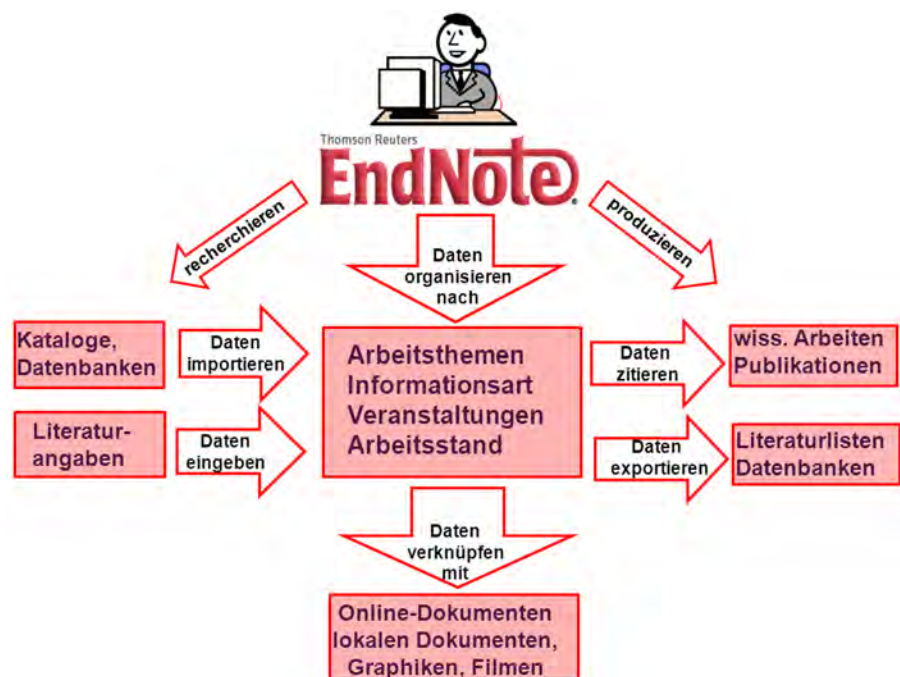 Thomson Reuters
EndNote®
recherchieren
Daten
organisieren
nach
produzieren
Kataloge,
Datenbanken
Daten
importieren
Arbeitsthemen
Informationsart
Veranstaltungen
Arbeitsstand
Daten
zitieren
wiss. Arbeiten
Publikationen
Literatur-
angaben
Daten
eingeben
Daten
exportieren
Literaturlisten
Datenbanken
Daten
verknüpfen
mit
Online-Dokumenten
lokalen Dokumenten,
Graphiken, Filmen